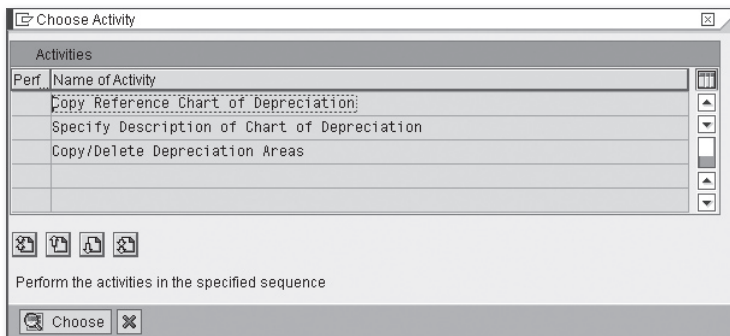 Choose Activity
Activities
Perf... Name of Activity
Copy Reference Chart of Depreciation
Specify Description of Chart of Depreciation
Copy/Delete Depreciation Areas
Perform the activities in the specified sequence
Choose